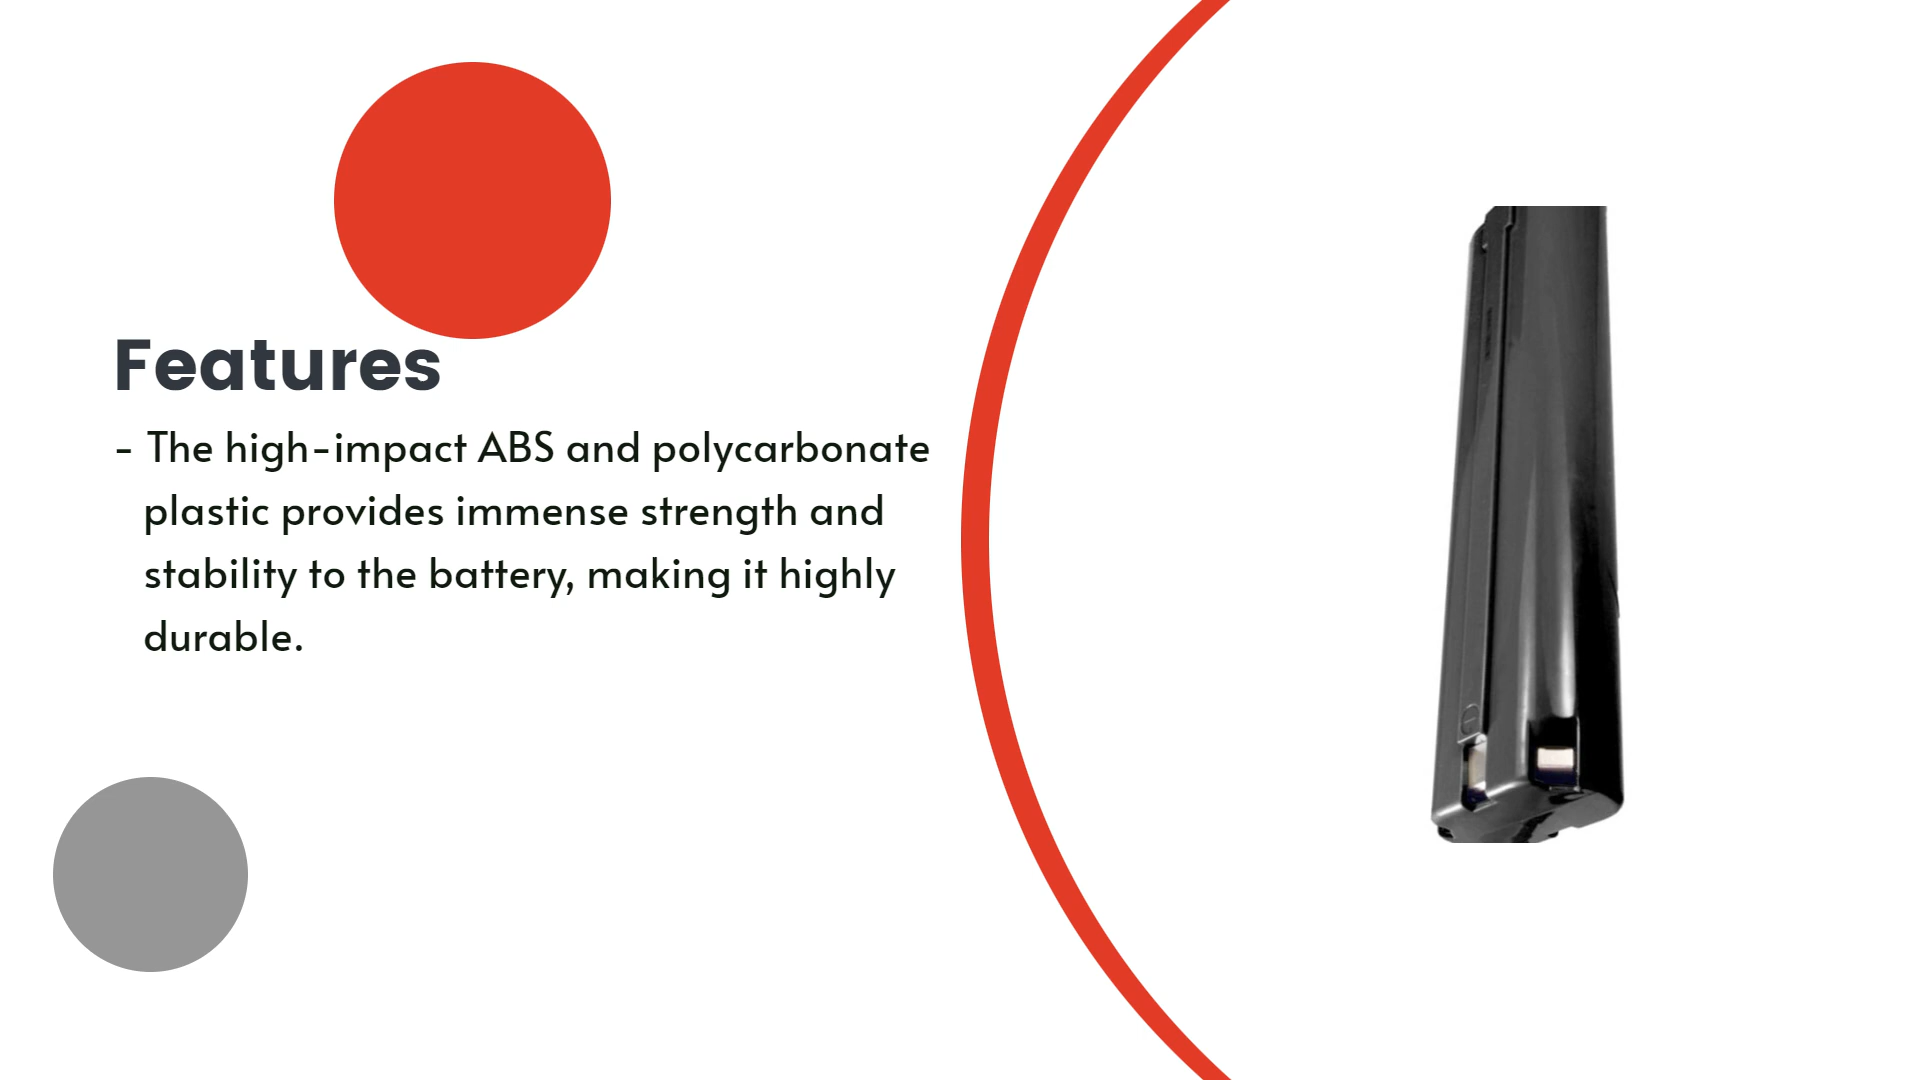 Features
- The high-impact ABS and polycarbonate
plastic provides immense strength and
stability to the battery, making it highly
durable.